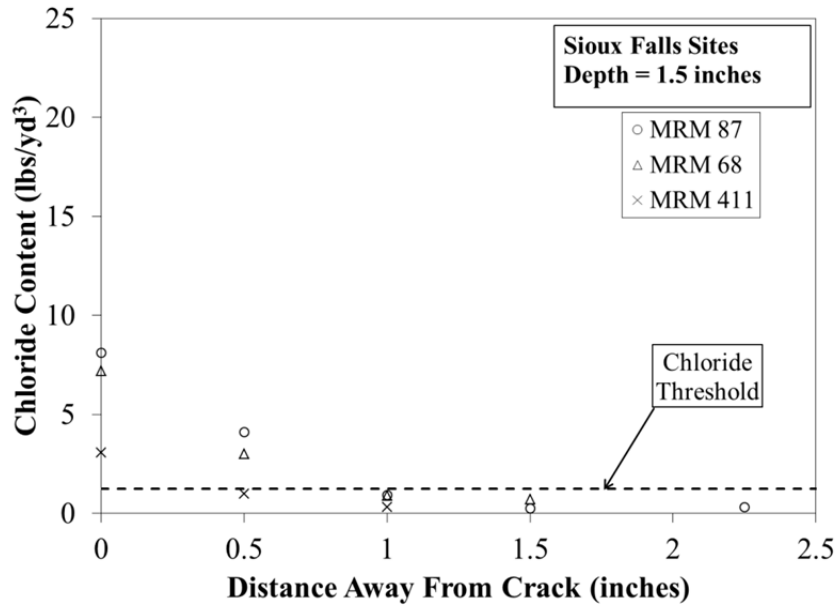 25
20
15
10
5
0
Chloride Content (lbs/yd³)
Sioux Falls Sites
Depth = 1.5 inches
MRM 87
MRM 68
MRM 411
Chloride
Threshold
0 0.5 1 1.5 2 2.5
Distance Away From Crack (inches)